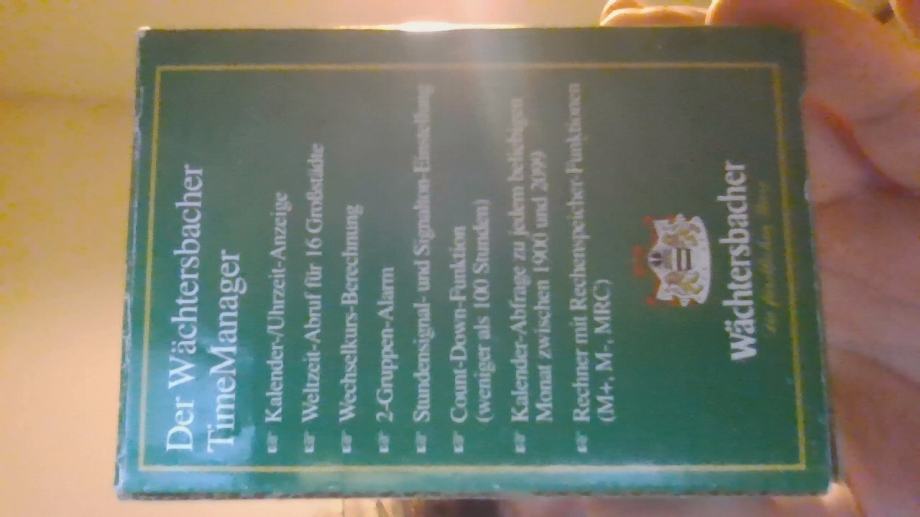 Der Wächtersbacher
TimeManager
☞ Kalender-/Uhrzeit-Anzeige
☞ Weltzeit-Abruf für 16 Großstädte
☞ Wechselkurs-Berechnung
☞ 2-Gruppen-Alarm
☞ Stundensignal- und Signalton-Einstellung
☞ Count-Down-Funktion
(weniger als 100 Stunden)
☞ Kalender-Abfrage zu jedem beliebigen
Monat zwischen 1900 und 2099
☞ Rechner mit Rechenspeicher-Funktionen
(M+, M-, MRC)
Wächtersbacher